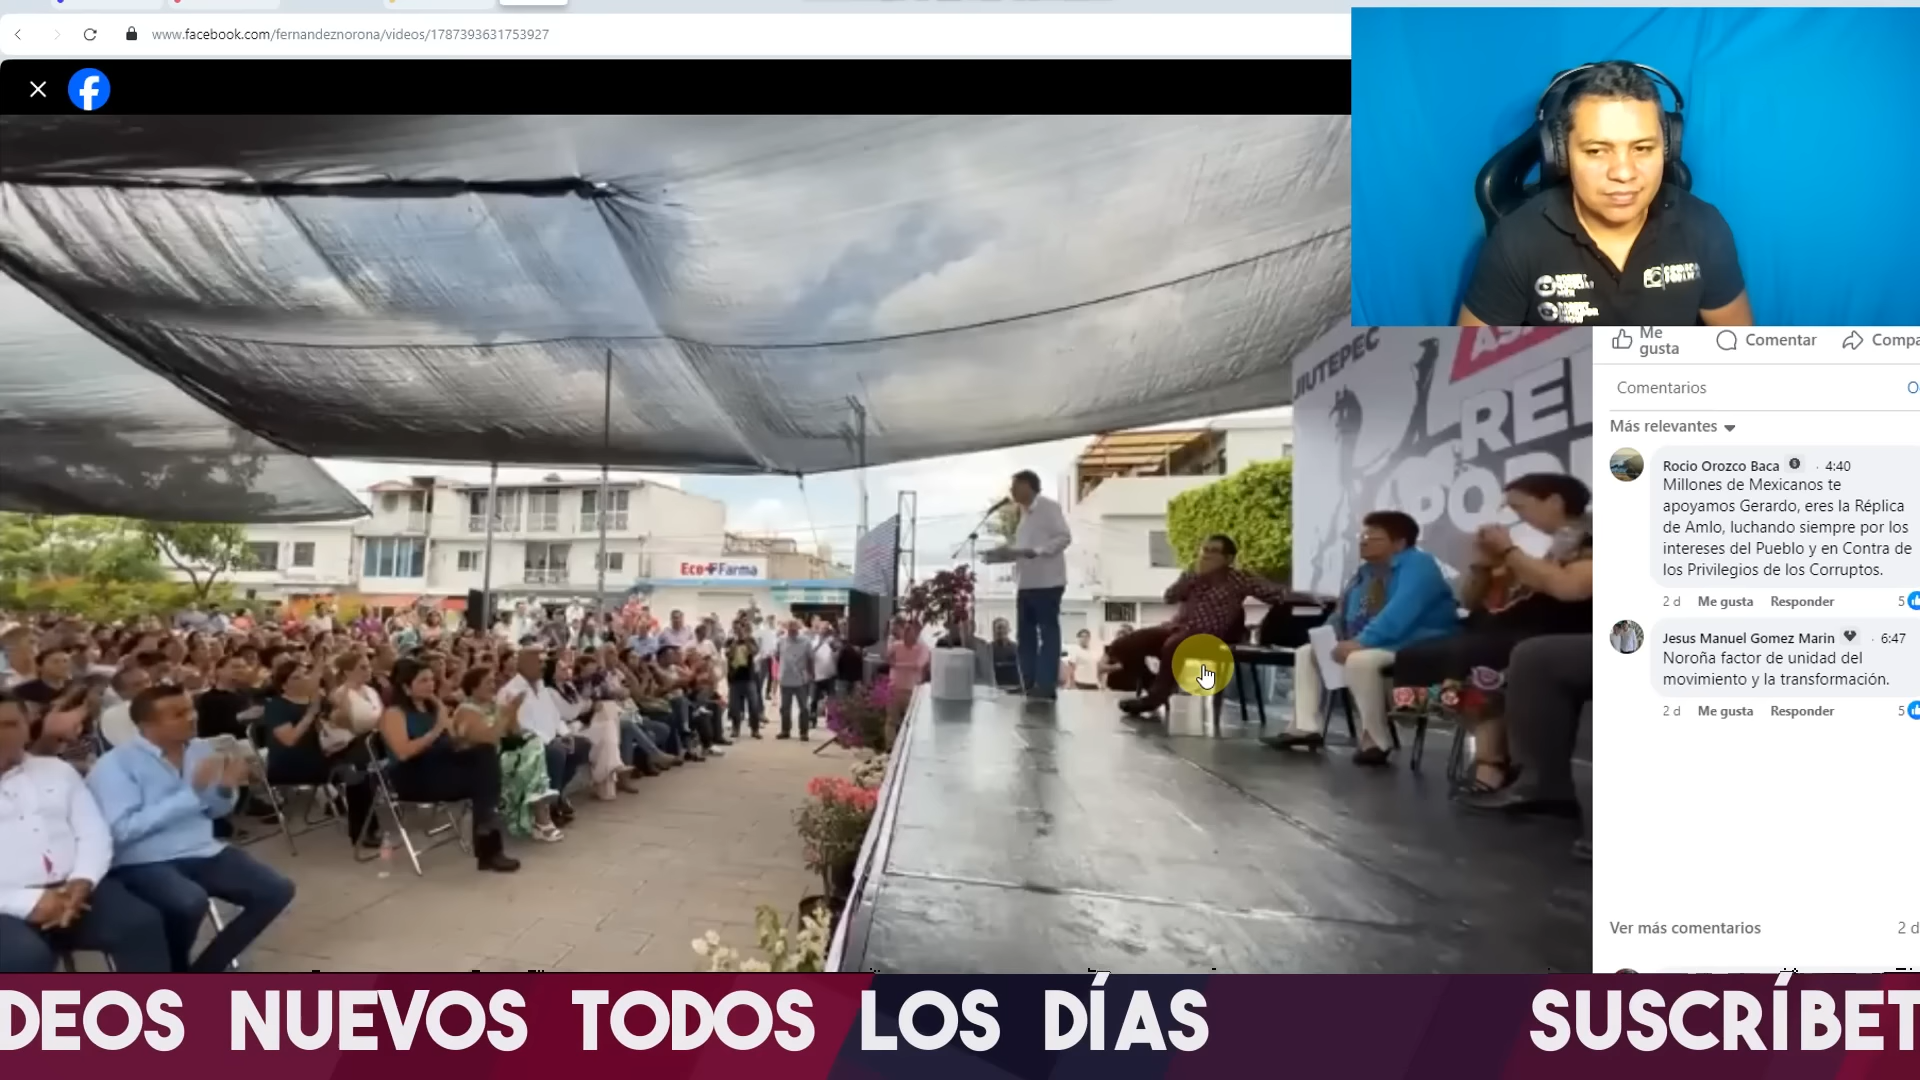 www.facebook.com/fernandeznorona/videos/1787393631753927
JIUTEPEC
RE
Eco Farma
Me gusta
Comentar
Compa
Comentarios
O
Más relevantes
Rocio Orozco Baca · 4:40
Millones de Mexicanos te
apoyamos Gerardo, eres la Réplica
de Amlo, luchando siempre por los
intereses del Pueblo y en Contra de
los Privilegios de los Corruptos.
2 d Me gusta Responder 5
Jesus Manuel Gomez Marin · 6:47
Noroña factor de unidad del
movimiento y la transformación.
2 d Me gusta Responder 5
Ver más comentarios 2 d
DEOS NUEVOS TODOS LOS DÍAS SUSCRÍBET